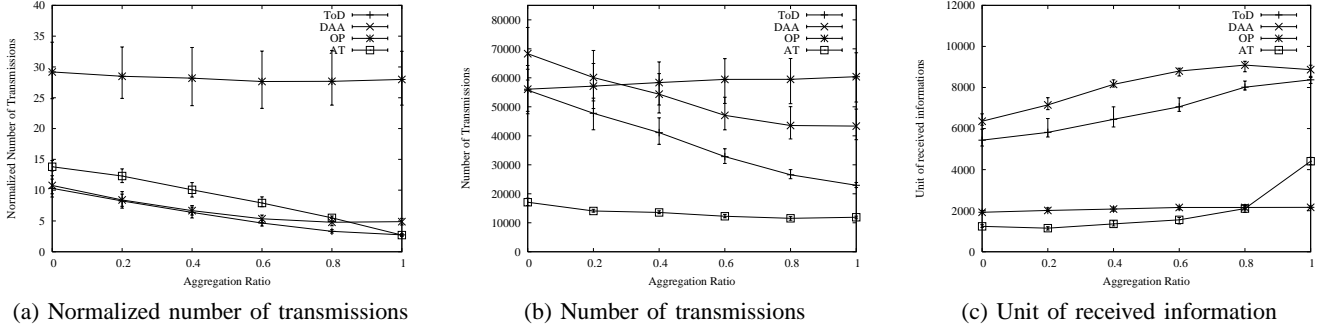 ToD
DAA
OP
AT
40
35
30
25
20
15
10
5
0
Normalized Number of Transmissions
0 0.2 0.4 0.6 0.8 1
Aggregation Ratio
(a) Normalized number of transmissions
ToD
DAA
OP
AT
80000
70000
60000
50000
40000
30000
20000
10000
0
Number of Transmissions
0 0.2 0.4 0.6 0.8 1
Aggregation Ratio
(b) Number of transmissions
ToD
DAA
OP
AT
12000
10000
8000
6000
4000
2000
0
Unit of received informations
0 0.2 0.4 0.6 0.8 1
Aggregation Ratio
(c) Unit of received information